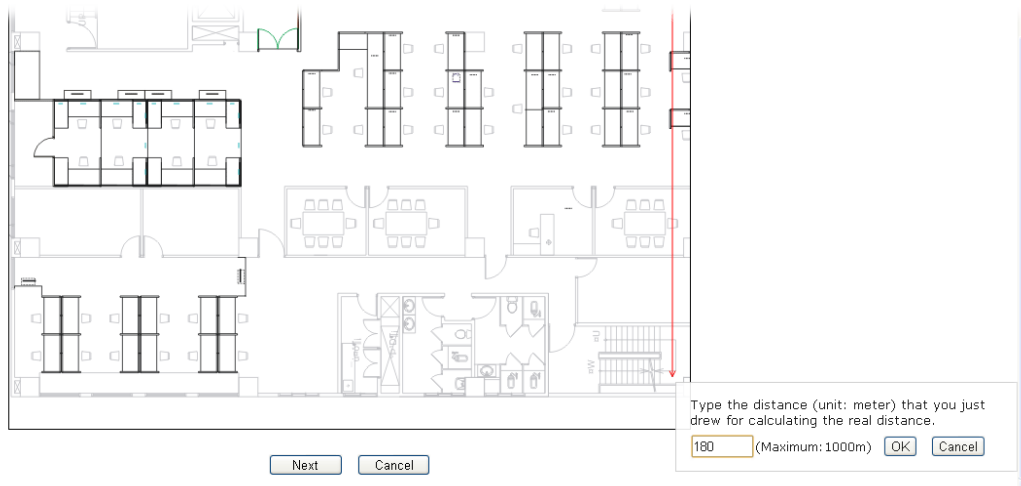 Type the distance (unit: meter) that you just
drew for calculating the real distance.
180 (Maximum: 1000m) OK Cancel
Next Cancel